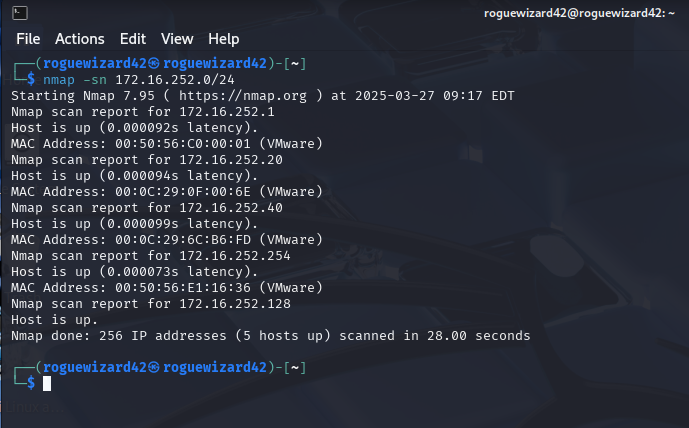 roguewizard42@roguewizard42: ~
File Actions Edit View Help
┌──(roguewizard42㉿roguewizard42)-[~]
└─$ nmap -sn 172.16.252.0/24
Starting Nmap 7.95 ( https://nmap.org ) at 2025-03-27 09:17 EDT
Nmap scan report for 172.16.252.1
Host is up (0.000092s latency).
MAC Address: 00:50:56:C0:00:01 (VMware)
Nmap scan report for 172.16.252.20
Host is up (0.000094s latency).
MAC Address: 00:0C:29:0F:00:6E (VMware)
Nmap scan report for 172.16.252.40
Host is up (0.000099s latency).
MAC Address: 00:0C:29:6C:B6:FD (VMware)
Nmap scan report for 172.16.252.254
Host is up (0.000073s latency).
MAC Address: 00:50:56:E1:16:36 (VMware)
Nmap scan report for 172.16.252.128
Host is up.
Nmap done: 256 IP addresses (5 hosts up) scanned in 28.00 seconds
┌──(roguewizard42㉿roguewizard42)-[~]
└─$